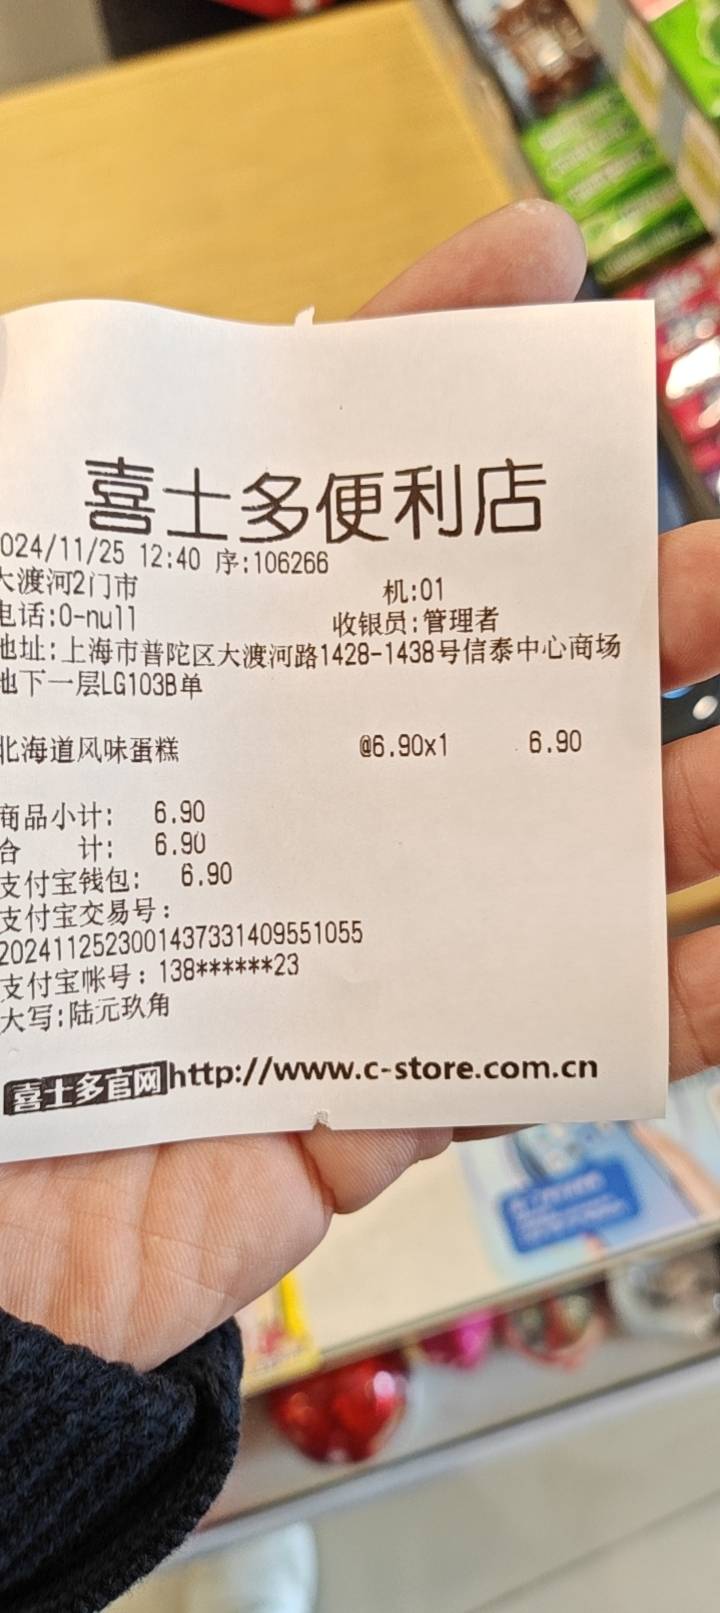 喜士多便利店
024/11/25 12:40 序:106266
大渡河2门市 机:01
电话:0-null 收银员:管理者
地址:上海市普陀区大渡河路1428-1438号信泰中心商场
地下一层LG103B单
北海道风味蛋糕 @6.90x1 6.90
商品小计: 6.90
合 计: 6.90
支付宝钱包: 6.90
支付宝交易号:
2024112523001437331409551055
支付宝帐号:138******23
大写:陆元玖角
喜士多官网http://www.c-store.com.cn